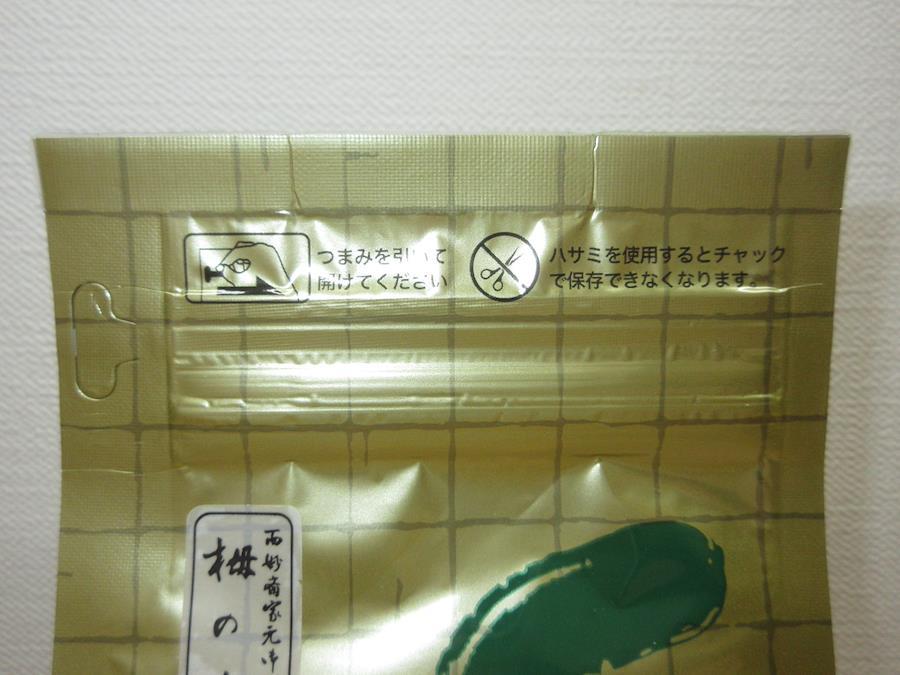 つまみを引いて
開けてください
ハサミを使用するとチャック
で保存できなくなります。
梅の
家元